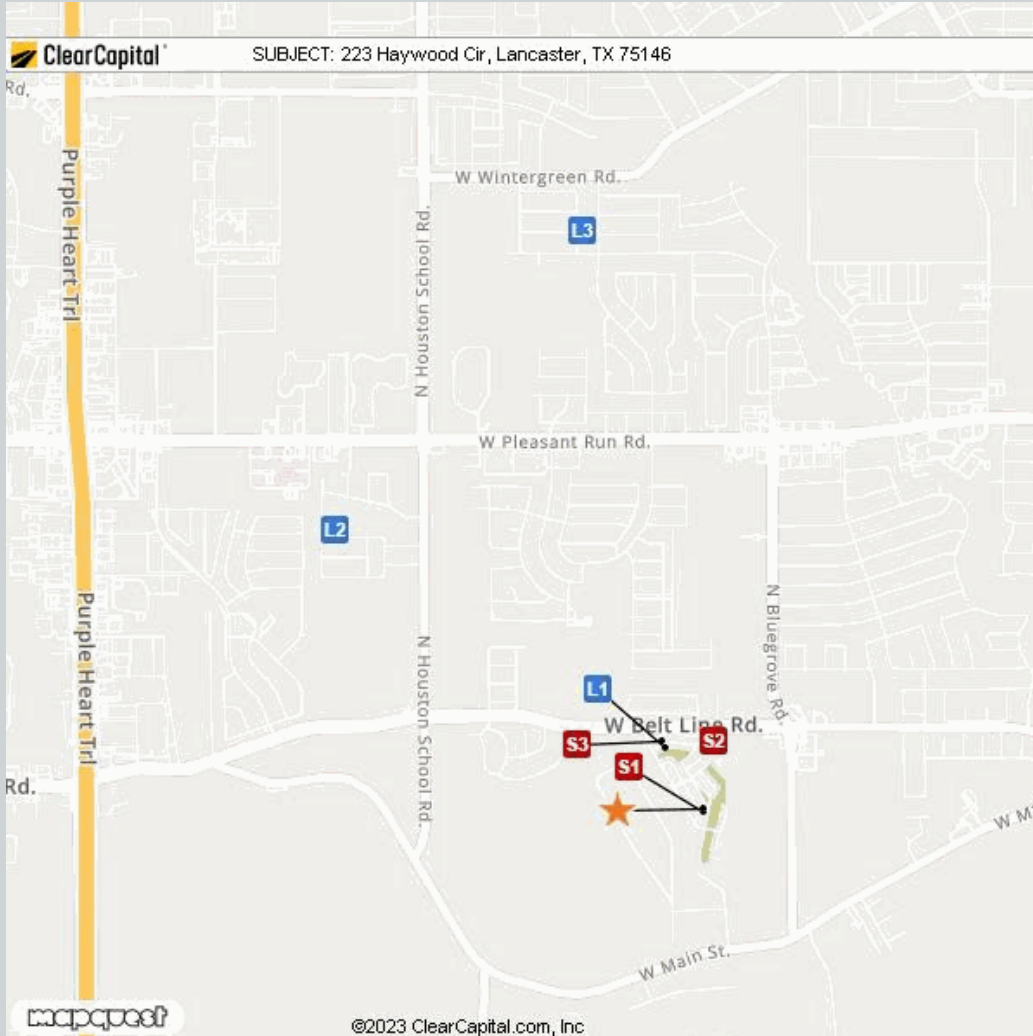 ClearCapital
SUBJECT: 223 Haywood Cir, Lancaster, TX 75146
Rd.
Purple Heart Trl
W Wintergreen Rd.
L3
N Houston School Rd.
W Pleasant Run Rd.
L2
Purple Heart Trl
N Houston School Rd.
N Bluegrove Rd.
L1
W Belt Line Rd.
S3
S2
S1
Rd.
W Main St.
mapquest
©2023 ClearCapital.com, Inc